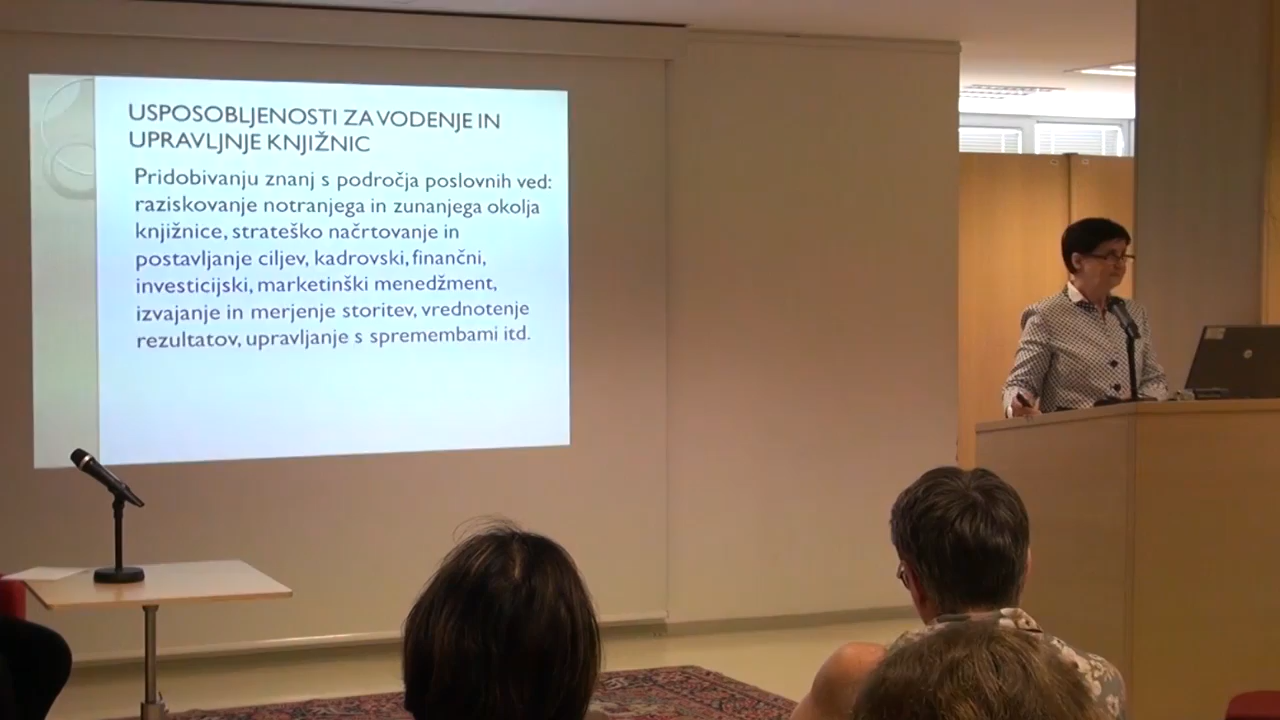 USPOSOBLJENOSTI ZA VODENJE IN
UPRAVLJNJE KNJIŽNIC
Pridobivanju znanj s področja poslovnih ved:
raziskovanje notranjega in zunanjega okolja
knjižnice, strateško načrtovanje in
postavljanje ciljev, kadrovski, finančni,
investicijski, marketinški menedžment,
izvajanje in merjenje storitev, vrednotenje
rezultatov, upravljanje s spremembami itd.